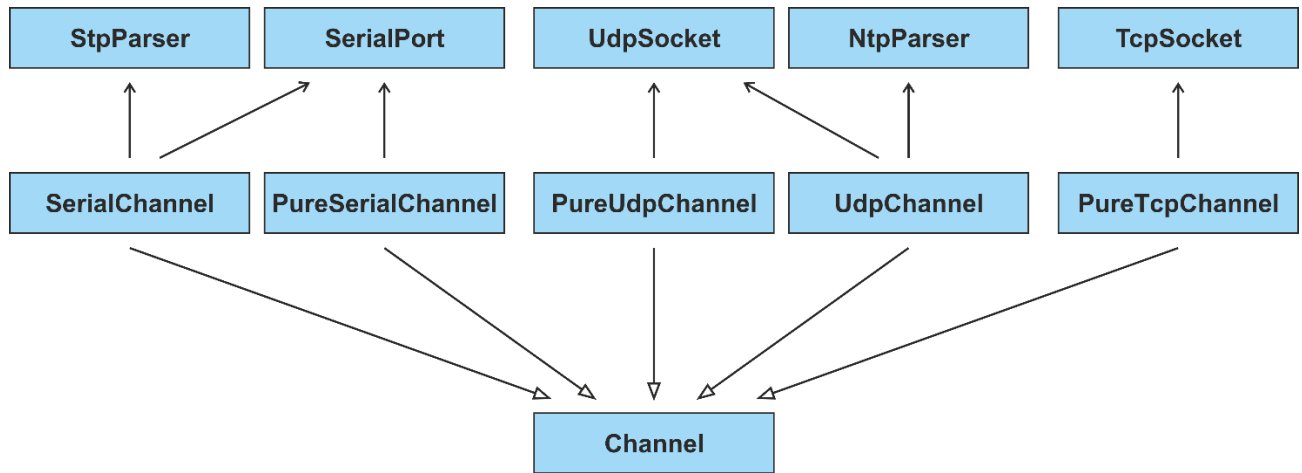 StpParser
SerialPort
UdpSocket
NtpParser
TcpSocket
SerialChannel
PureSerialChannel
PureUdpChannel
UdpChannel
PureTcpChannel
Channel